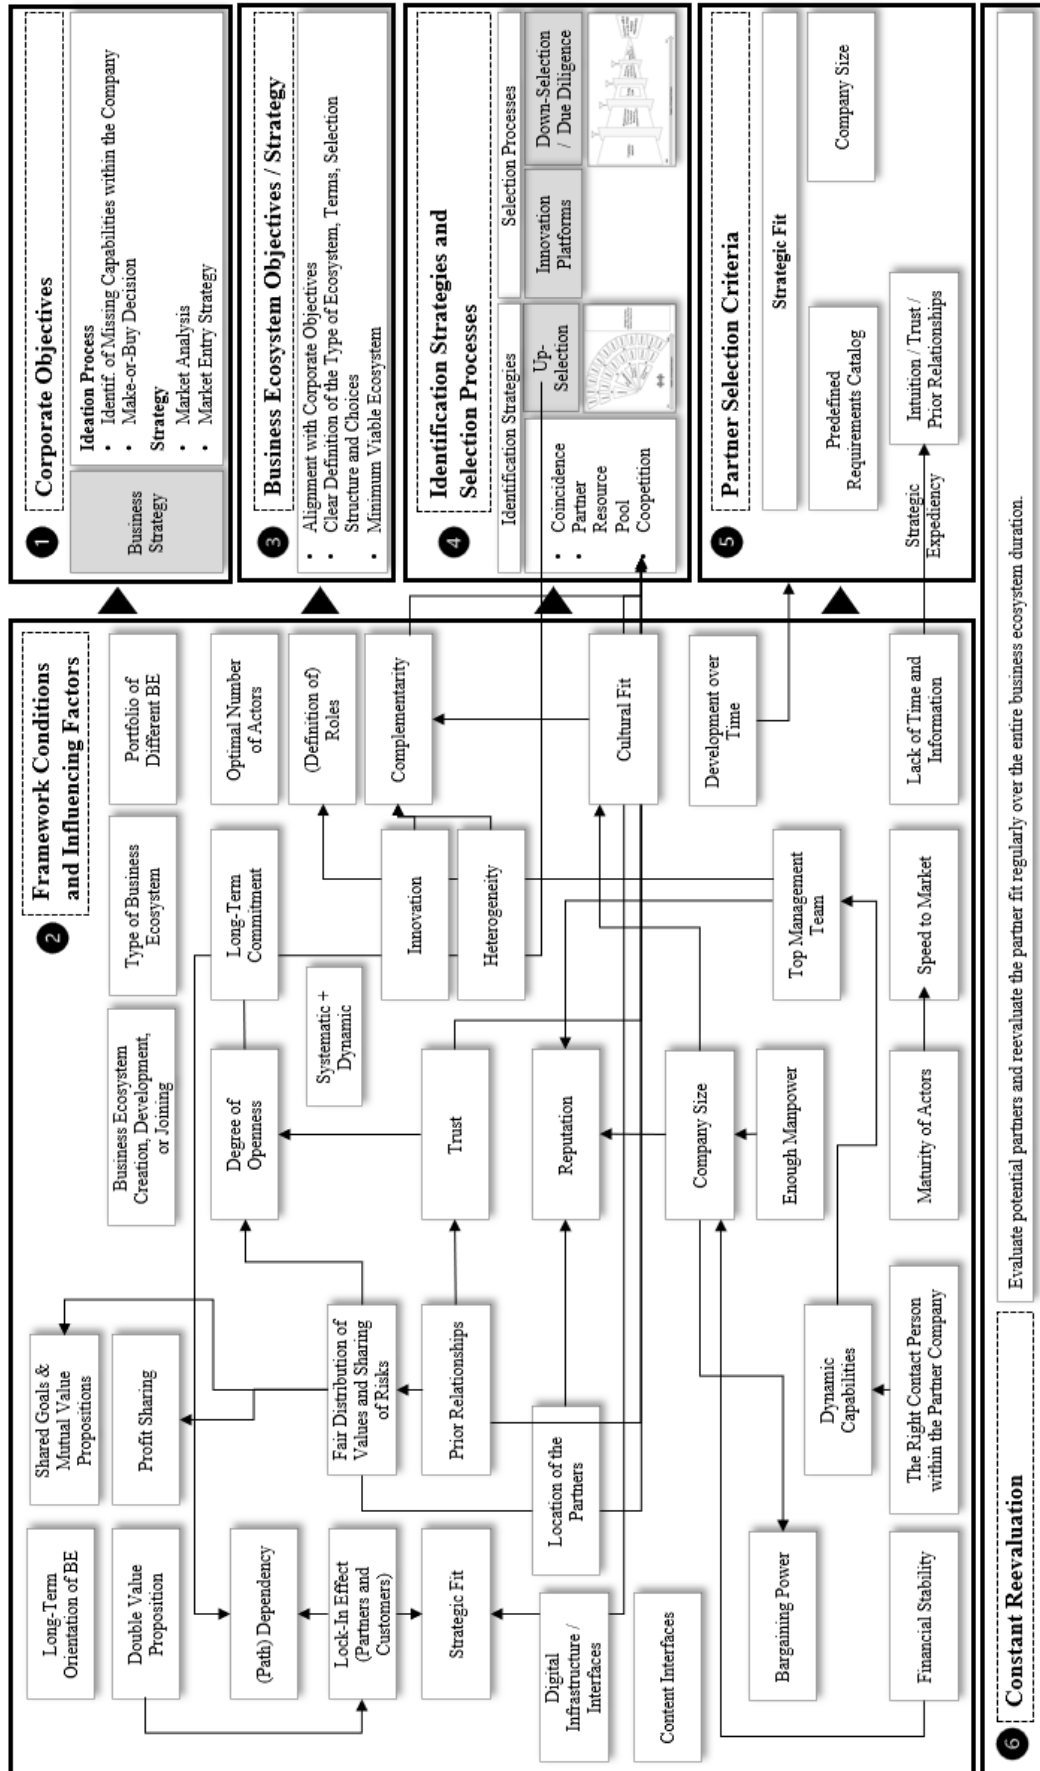 1
Corporate Objectives
Business
Strategy
Ideation Process
• Identif. of Missing Capabilities within the Company
• Make-or-Buy Decision
Strategy
• Market Analysis
• Market Entry Strategy
2
Framework Conditions
and Influencing Factors
Long-Term
Orientation of BE
Shared Goals &
Mutual Value
Propositions
Business Ecosystem
Creation, Development,
or Joining
Type of Business
Ecosystem
Portfolio of
Different BE
Double Value
Proposition
Profit Sharing
(Path) Dependency
Degree of
Openness
Long-Term
Commitment
Optimal Number
of Actors
Lock-In Effect
(Partners and
Customers)
Fair Distribution of
Values and Sharing
of Risks
Systematic +
Dynamic
(Definition of)
Roles
Strategic Fit
Prior Relationships
Trust
Innovation
Complementarity
Heterogeneity
Digital
Infrastructure /
Interfaces
Location of the
Partners
Reputation
Cultural Fit
Content Interfaces
Company Size
Development over
Time
Bargaining Power
Dynamic
Capabilities
Enough Manpower
Top Management
Team
Financial Stability
The Right Contact Person
within the Partner Company
Maturity of Actors
Speed to Market
Lack of Time and
Information
3
Business Ecosystem Objectives / Strategy
• Alignment with Corporate Objectives
• Clear Definition of the Type of Ecosystem, Terms, Selection
Structure and Choices
• Minimum Viable Ecosystem
4
Identification Strategies and
Selection Processes
Identification Strategies
Selection Processes
• Coincidence
• Partner
Resource
Pool
• Coopetition
Up-
Selection
Innovation
Platforms
Down-Selection
/ Due Diligence
5
Partner Selection Criteria
Strategic Fit
Predefined
Requirements Catalog
Company Size
Strategic
Expediency
Intuition / Trust /
Prior Relationships
6
Constant Reevaluation
Evaluate potential partners and reevaluate the partner fit regularly over the entire business ecosystem duration.